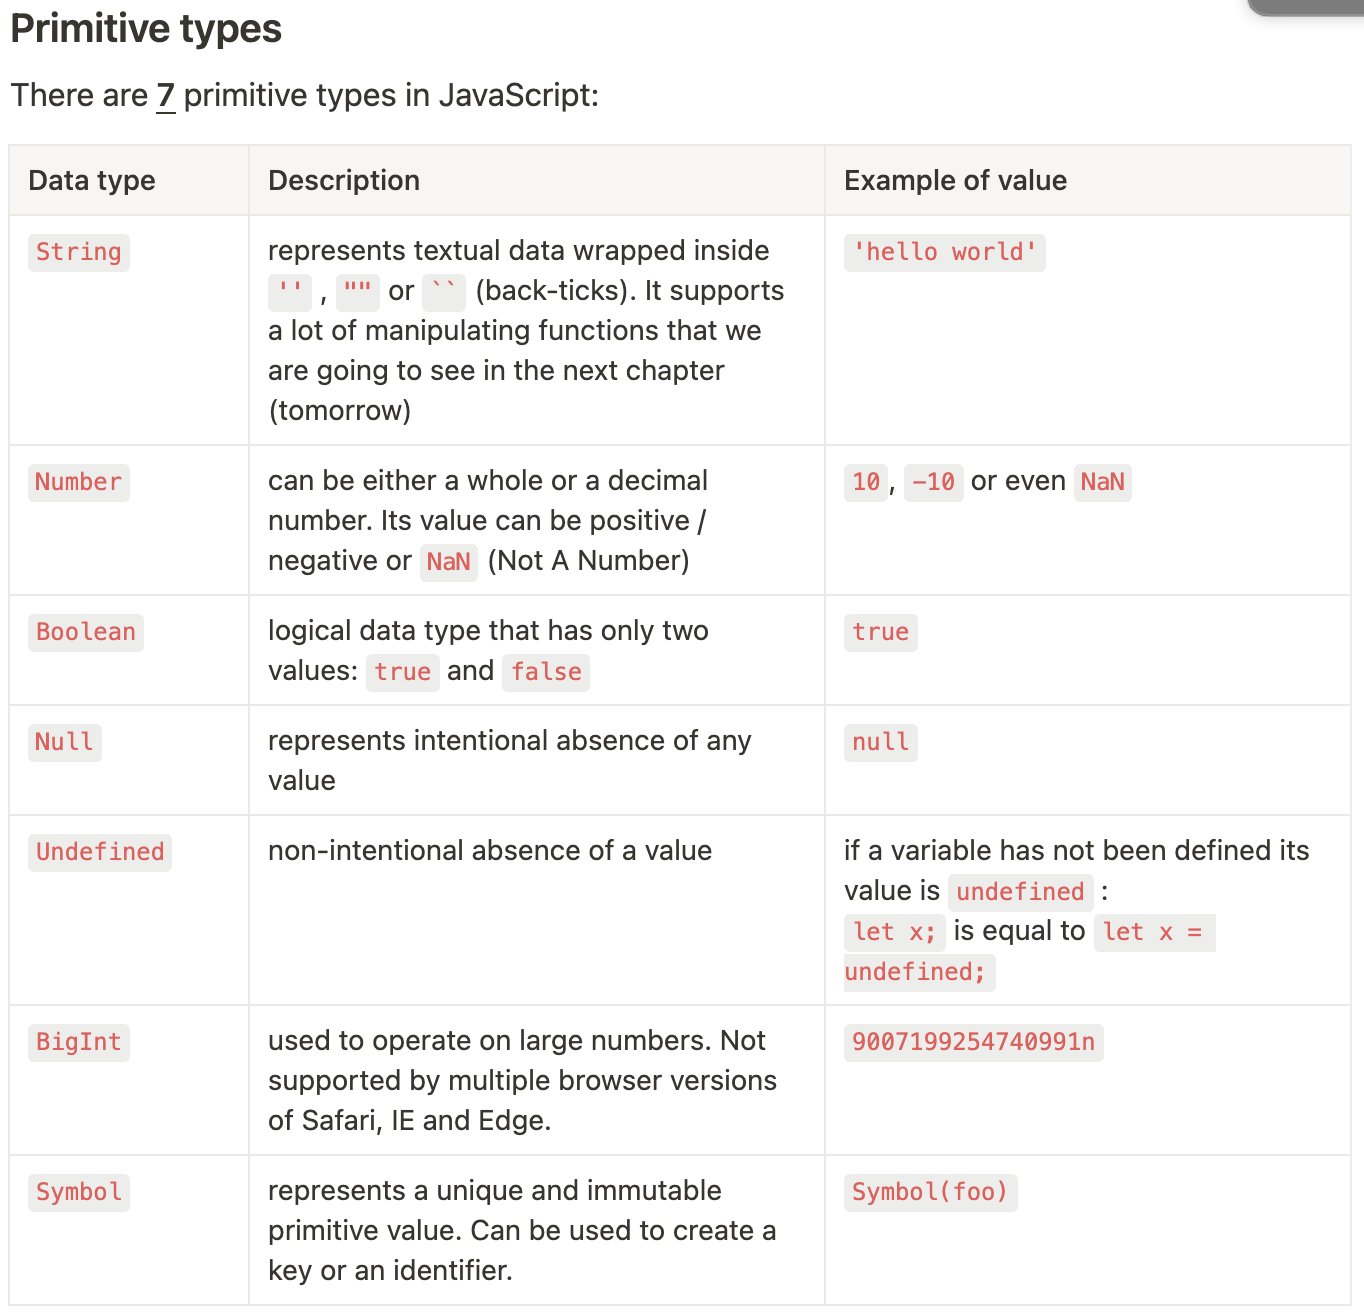 Primitive types
There are 7 primitive types in JavaScript:
Data type
Description
Example of value
String
represents textual data wrapped inside
'' , "" or `` (back-ticks). It supports
a lot of manipulating functions that we
are going to see in the next chapter
(tomorrow)
'hello world'
Number
can be either a whole or a decimal
number. Its value can be positive /
negative or NaN (Not A Number)
10 , -10 or even NaN
Boolean
logical data type that has only two
values: true and false
true
Null
represents intentional absence of any
value
null
Undefined
non-intentional absence of a value
if a variable has not been defined its
value is undefined :
let x; is equal to let x =
undefined;
BigInt
used to operate on large numbers. Not
supported by multiple browser versions
of Safari, IE and Edge.
9007199254740991n
Symbol
represents a unique and immutable
primitive value. Can be used to create a
key or an identifier.
Symbol(foo)